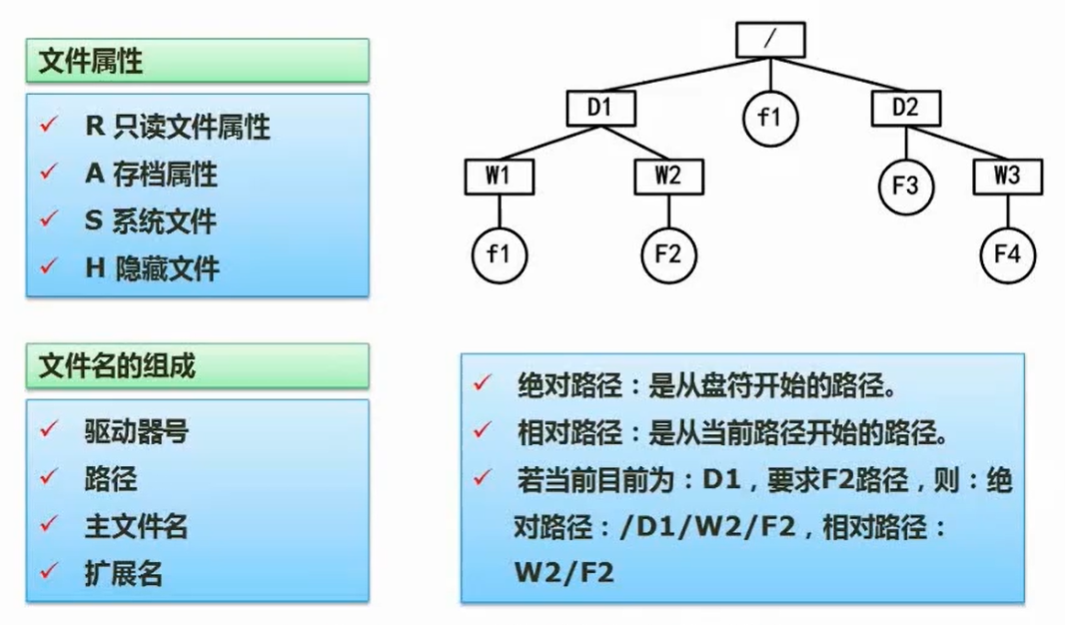 文件属性
R 只读文件属性
A 存档属性
S 系统文件
H 隐藏文件
/
D1
f1
D2
W1
W2
F3
W3
f1
F2
F4
文件名的组成
驱动器号
路径
主文件名
扩展名
绝对路径：是从盘符开始的路径。
相对路径：是从当前路径开始的路径。
若当前目前为：D1，要求F2路径，则：绝
对路径：/D1/W2/F2，相对路径：
W2/F2